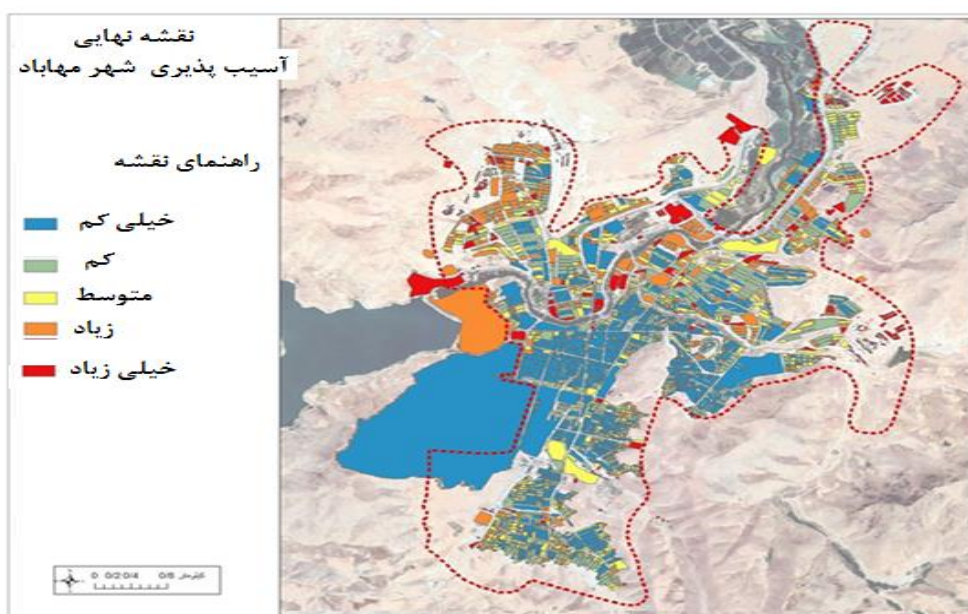 نقشه نهایی
آسیب پذیری شهر مهاباد
راهنمای نقشه
خیلی کم
کم
متوسط
زیاد
خیلی زیاد